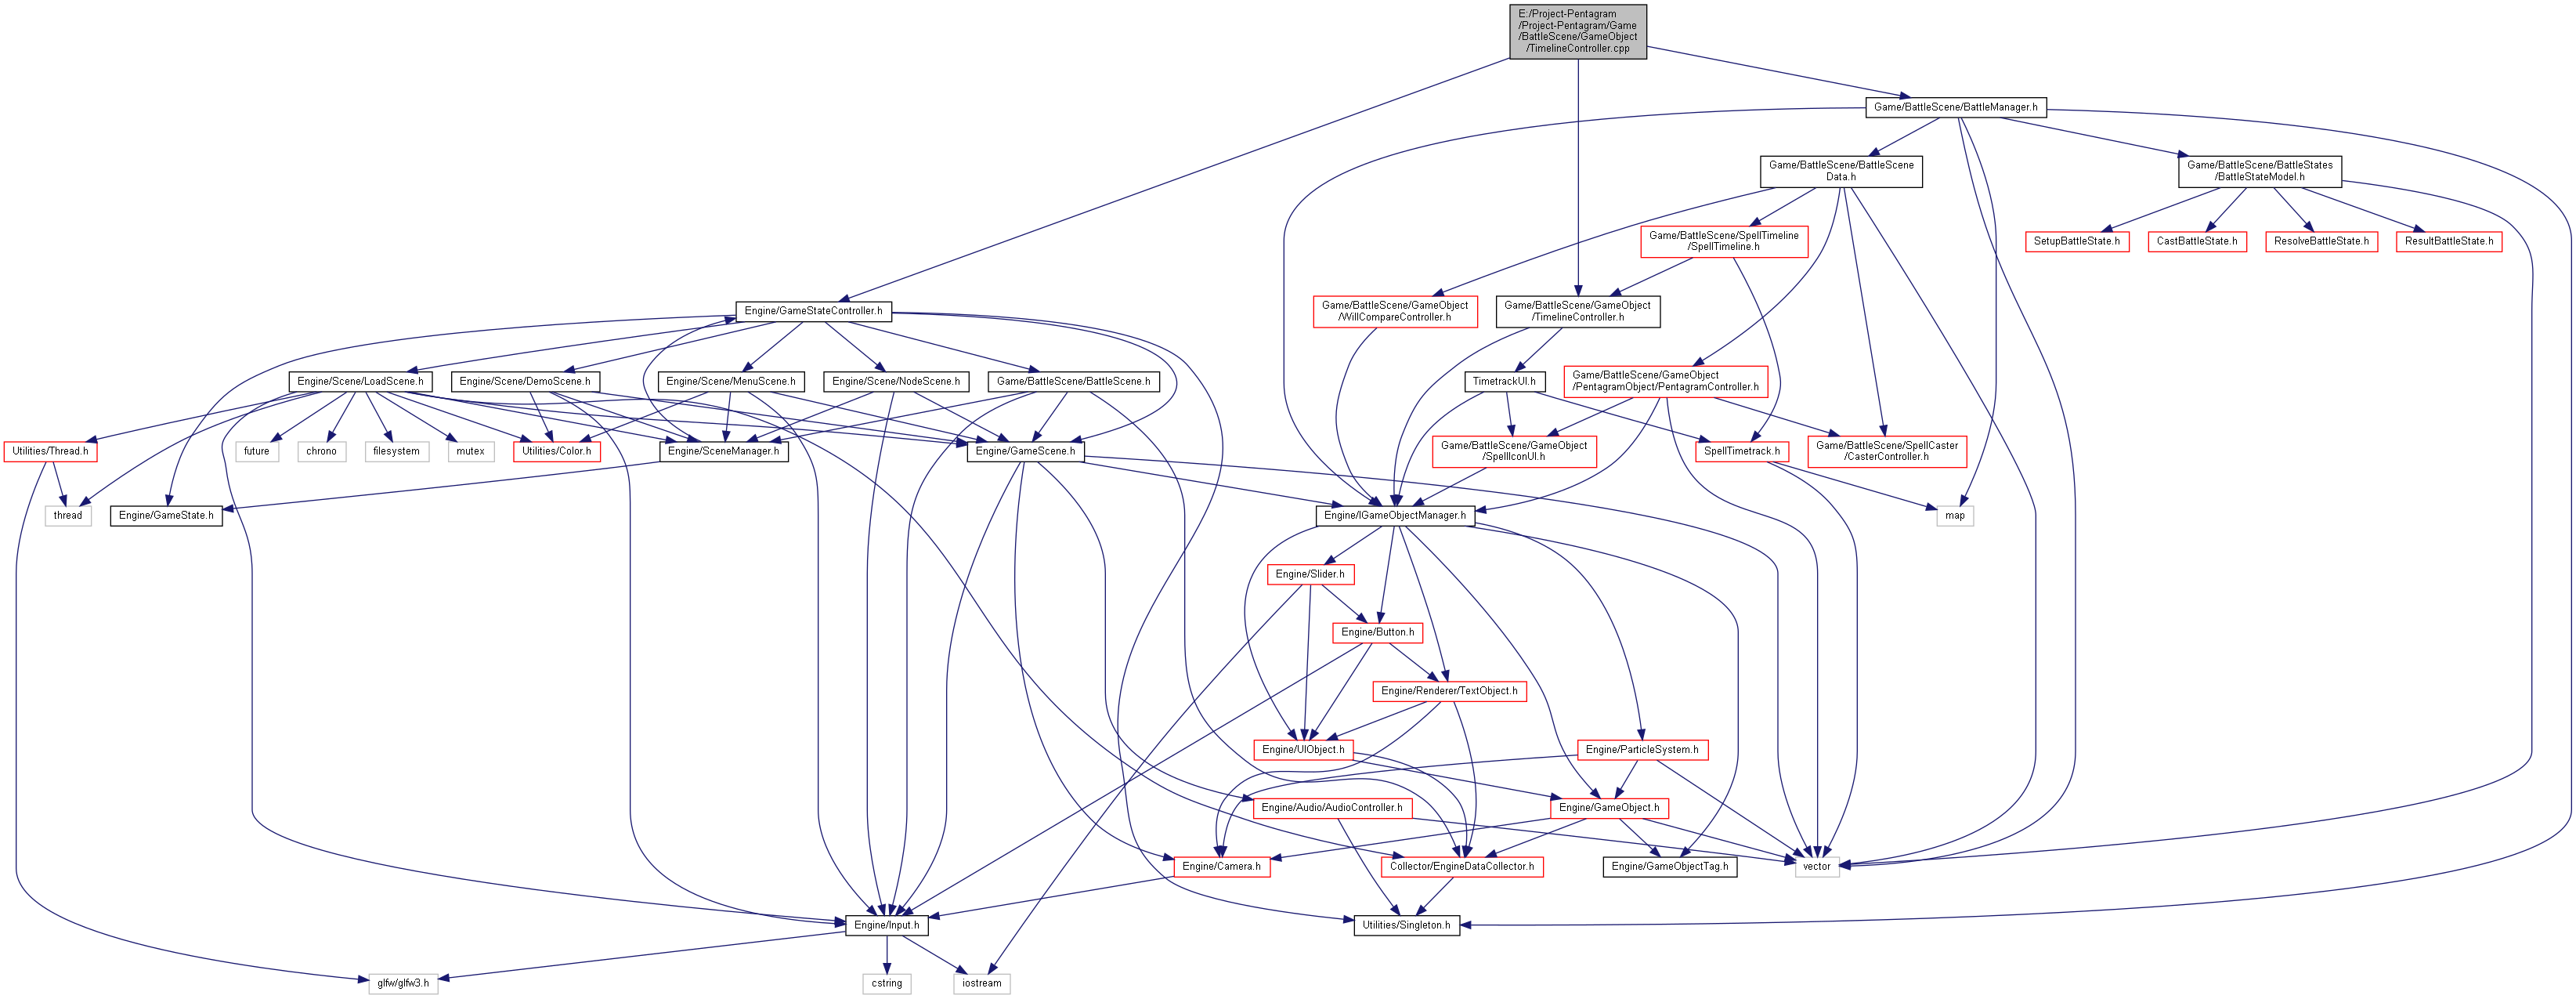 E:/Project-Pentagram
/Project-Pentagram/Game
/BattleScene/GameObject
/TimelineController.cpp
Game/BattleScene/BattleManager.h
Game/BattleScene/BattleScene
Data.h
Game/BattleScene/BattleStates
/BattleStateModel.h
Game/BattleScene/SpellTimeline
/SpellTimeline.h
SetupBattleState.h
CastBattleState.h
ResolveBattleState.h
ResultBattleState.h
Engine/GameStateController.h
Game/BattleScene/GameObject
/WillCompareController.h
Game/BattleScene/GameObject
/TimelineController.h
Engine/Scene/LoadScene.h
Engine/Scene/DemoScene.h
Engine/Scene/MenuScene.h
Engine/Scene/NodeScene.h
Game/BattleScene/BattleScene.h
TimetrackUI.h
Game/BattleScene/GameObject
/PentagramObject/PentagramController.h
Utilities/Thread.h
future
chrono
filesystem
mutex
Utilities/Color.h
Engine/SceneManager.h
Engine/GameScene.h
Game/BattleScene/GameObject
/SpellIconUI.h
SpellTimetrack.h
Game/BattleScene/SpellCaster
/CasterController.h
thread
Engine/GameState.h
Engine/IGameObjectManager.h
map
Engine/Slider.h
Engine/Button.h
Engine/Renderer/TextObject.h
Engine/UIObject.h
Engine/ParticleSystem.h
Engine/Audio/AudioController.h
Engine/GameObject.h
Engine/Camera.h
Collector/EngineDataCollector.h
Engine/GameObjectTag.h
vector
Engine/Input.h
Utilities/Singleton.h
glfw/glfw3.h
cstring
iostream